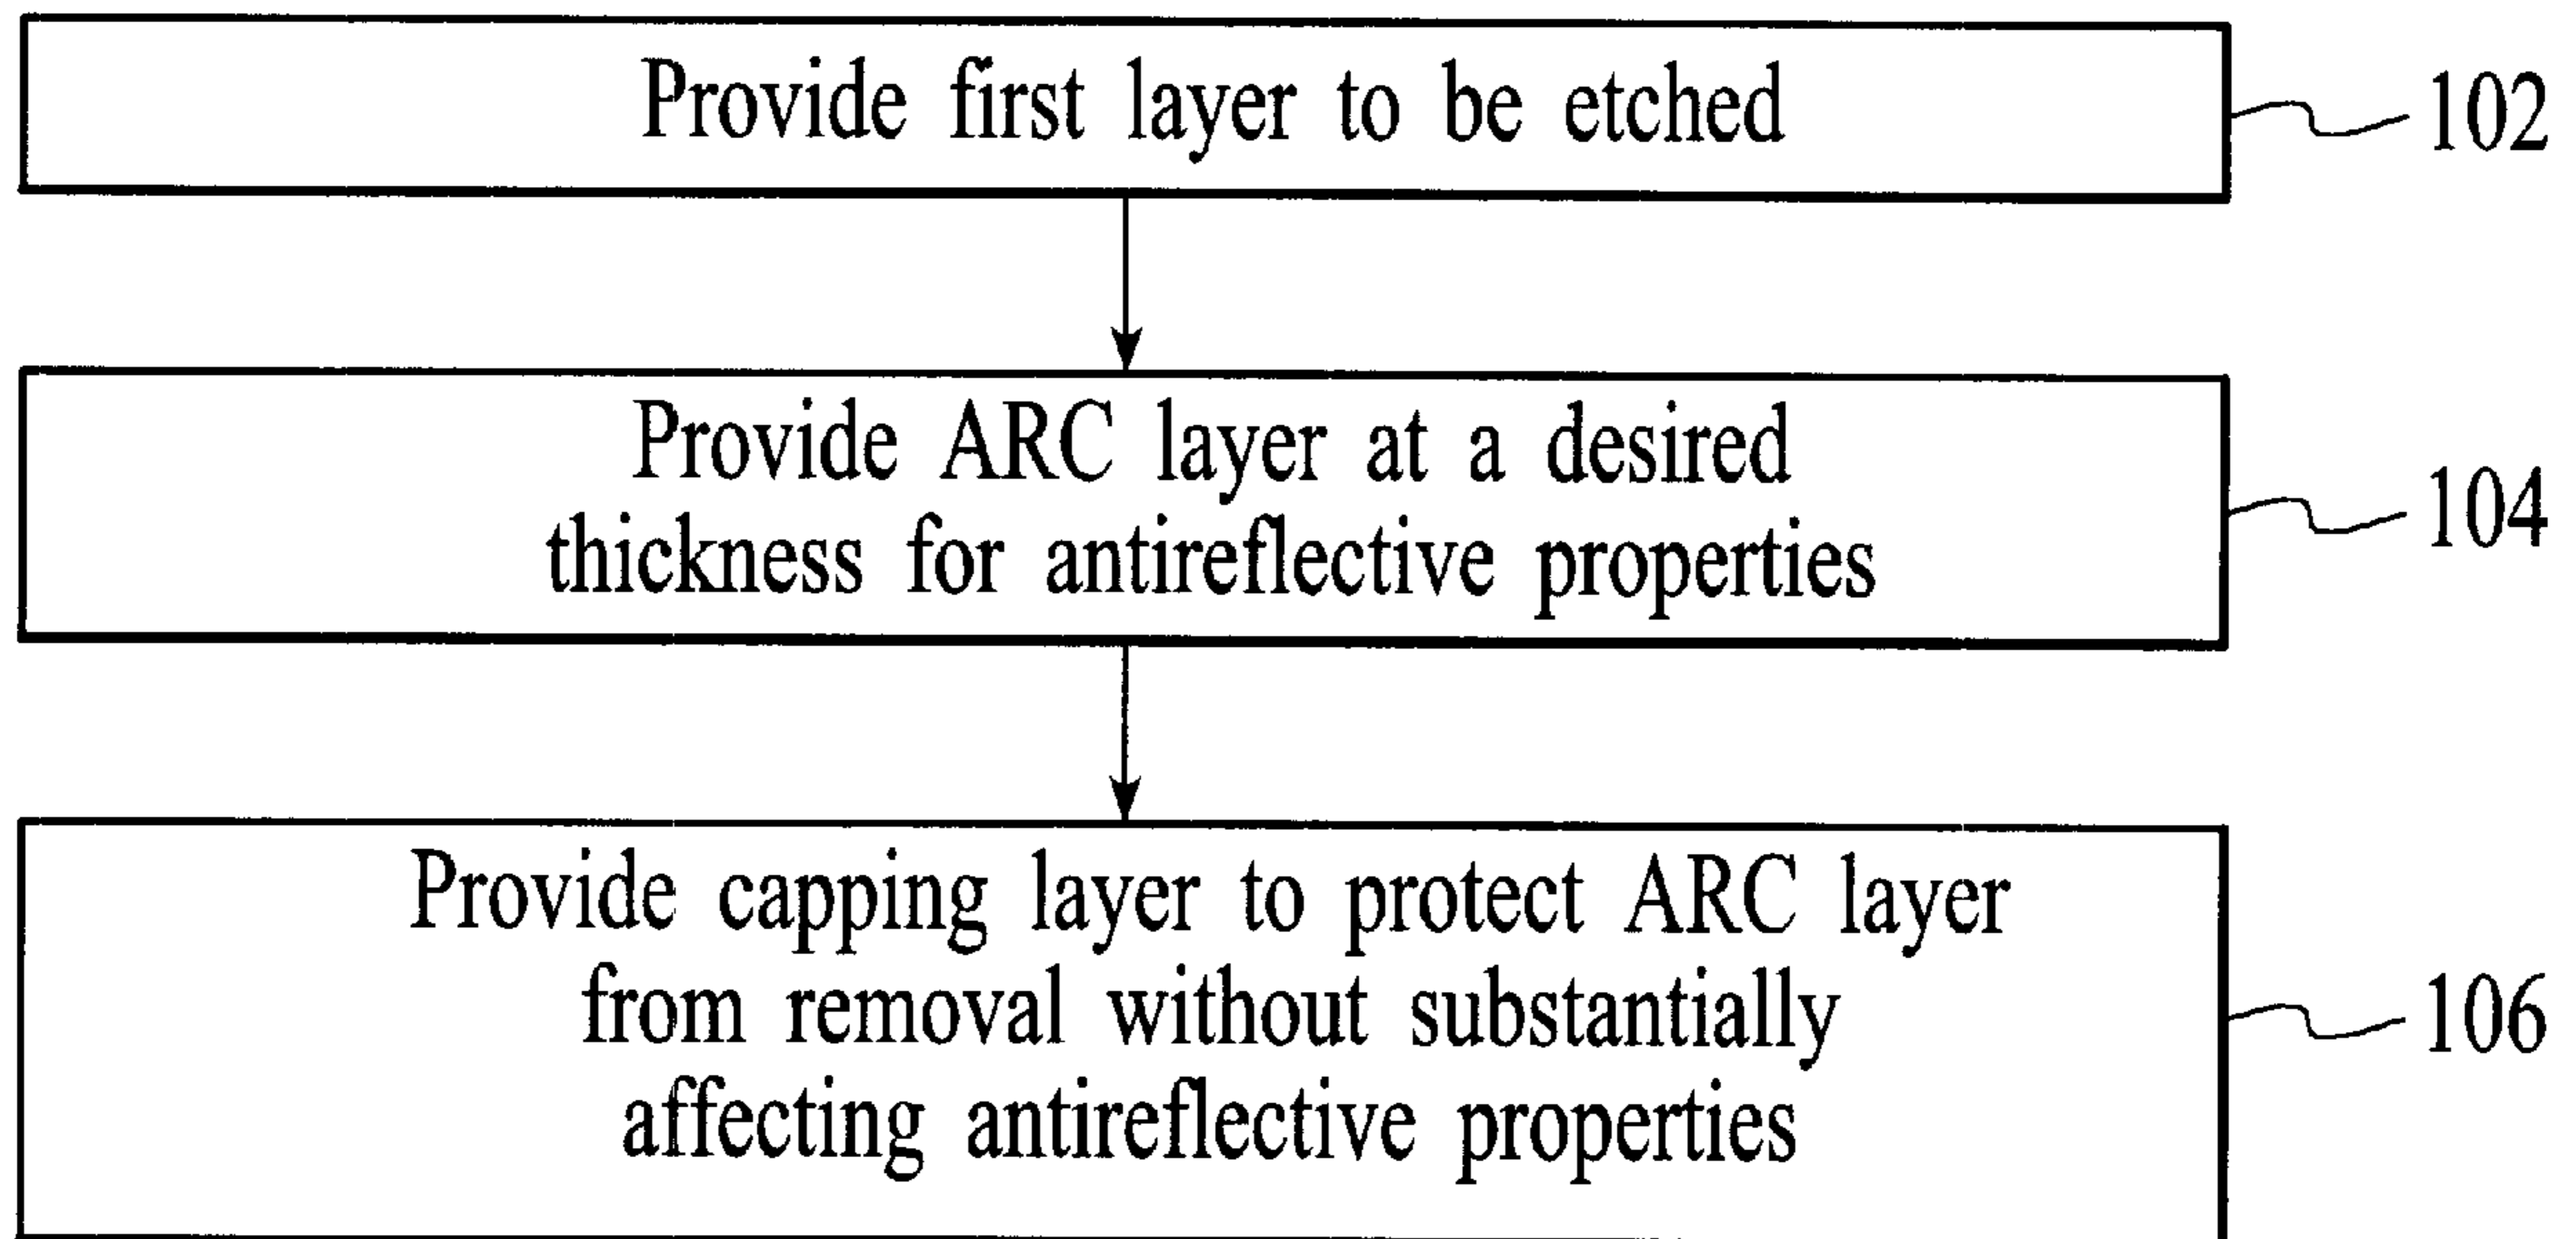 Provide first layer to be etched
102
Provide ARC layer at a desired
thickness for antireflective properties
104
Provide capping layer to protect ARC layer
from removal without substantially
affecting antireflective properties
106